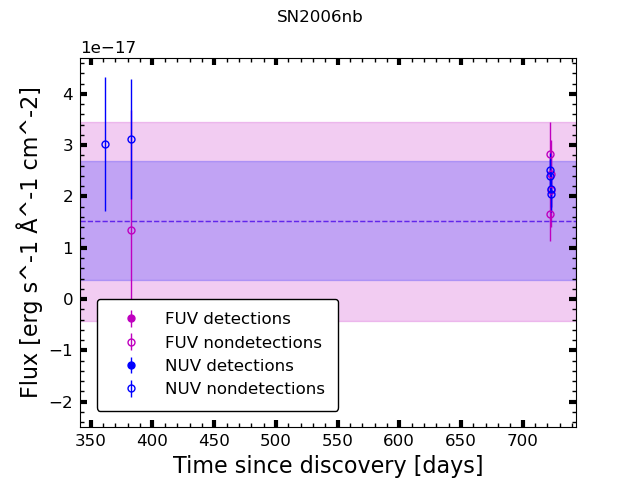 SN2006nb
1e−17
4
3
2
1
0
−1
−2
Flux [erg s^-1 Å^-1 cm^-2]
FUV detections
FUV nondetections
NUV detections
NUV nondetections
350 400 450 500 550 600 650 700
Time since discovery [days]